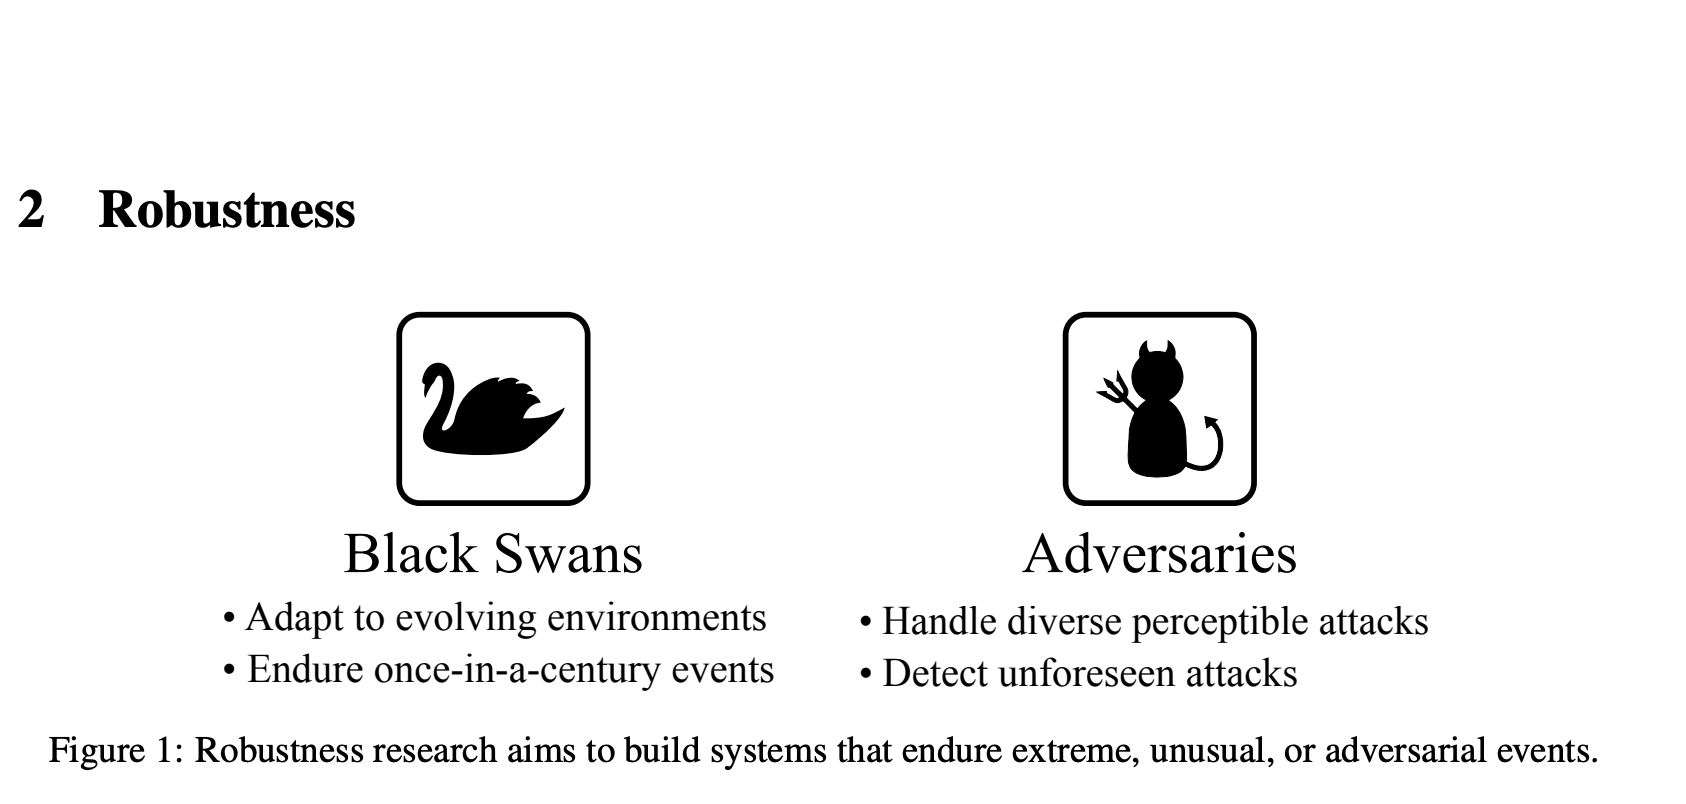 2 Robustness
Black Swans
• Adapt to evolving environments
• Endure once-in-a-century events
Adversaries
• Handle diverse perceptible attacks
• Detect unforeseen attacks
Figure 1: Robustness research aims to build systems that endure extreme, unusual, or adversarial events.